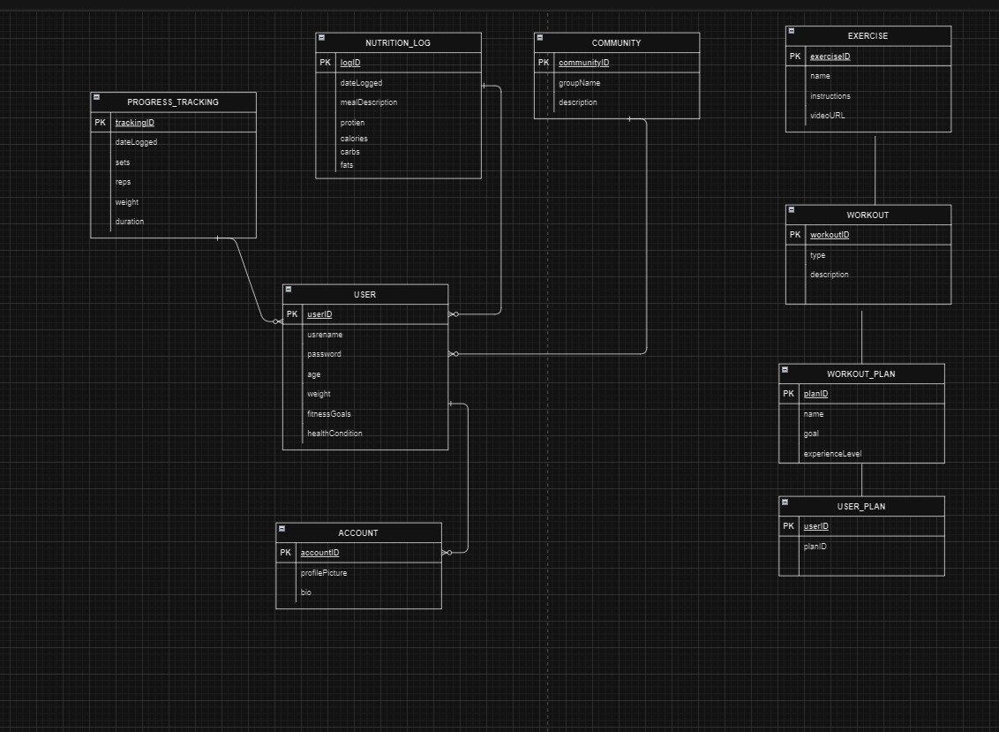 NUTRITION_LOG
PK logID
dateLogged
mealDescription
protien
calories
carbs
fats
COMMUNITY
PK communityID
groupName
description
EXERCISE
PK exerciseID
name
instructions
videoURL
PROGRESS_TRACKING
PK trackingID
dateLogged
sets
reps
weight
duration
WORKOUT
PK workoutID
type
description
USER
PK userID
usrename
password
age
weight
fitnessGoals
healthCondition
WORKOUT_PLAN
PK planID
name
goal
experienceLevel
USER_PLAN
PK userID
planID
ACCOUNT
PK accountID
profilePicture
bio